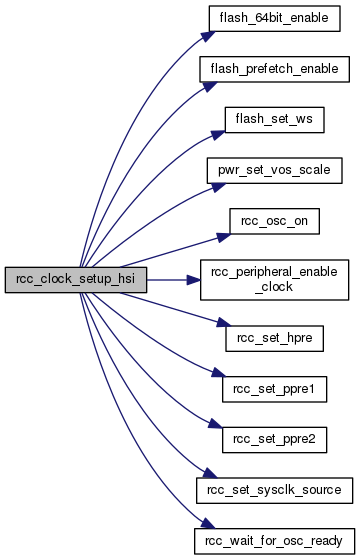 flash_64bit_enable
flash_prefetch_enable
flash_set_ws
pwr_set_vos_scale
rcc_osc_on
rcc_clock_setup_hsi
rcc_peripheral_enable
_clock
rcc_set_hpre
rcc_set_ppre1
rcc_set_ppre2
rcc_set_sysclk_source
rcc_wait_for_osc_ready